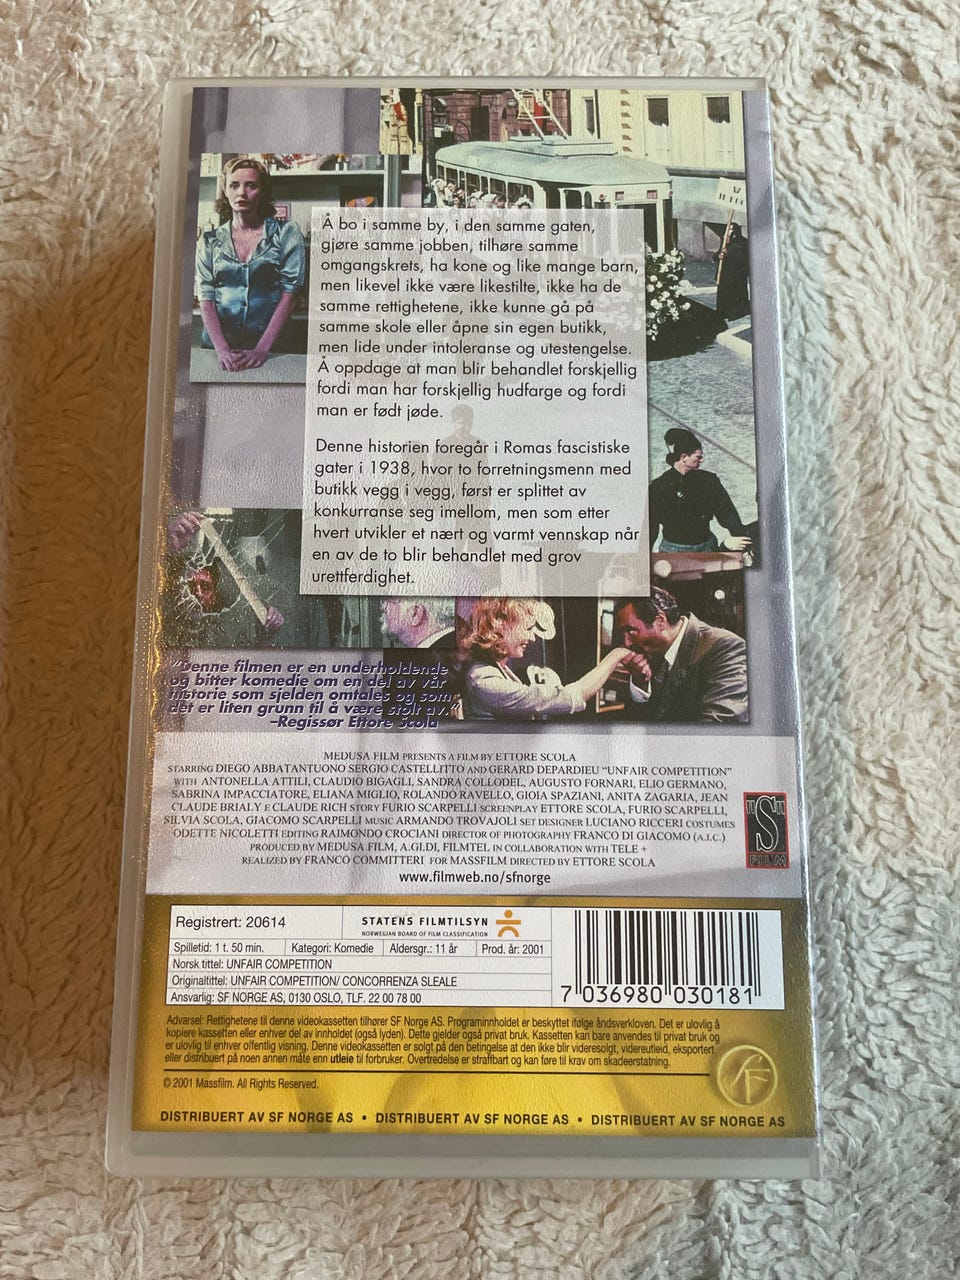 Å bo i samme by, i den samme gaten,
gjøre samme jobben, tilhøre samme
omgangskrets, ha kone og like mange barn,
men likevel ikke være likestilte, ikke ha de
samme rettighetene, ikke kunne gå på
samme skole eller åpne sin egen butikk,
men lide under intoleranse og utestengelse.
Å oppdage at man blir behandlet forskjellig
fordi man har forskjellig hudfarge og fordi
man er født jøde.
Denne historien foregår i Romas fascistiske
gater i 1938, hvor to forretningsmenn med
butikk vegg i vegg, først er splittet av
konkurranse seg imellom, men som etter
hvert utvikler et nært og varmt vennskap når
en av de to blir behandlet med grov
urettferdighet.
"Denne filmen er en underholdende
og bitter komedie om en del av vår
historie som sjelden omtales og som
det er liten grunn til å være stolt av."
–Regissør Ettore Scola
MEDUSA FILM PRESENTS A FILM BY ETTORE SCOLA
STARRING DIEGO ABBATANTUONO SERGIO CASTELLITTO AND GERARD DEPARDIEU "UNFAIR COMPETITION"
WITH ANTONELLA ATTILI, CLAUDIO BIGAGLI, SANDRA COLLODEL, AUGUSTO FORNARI, ELIO GERMANO,
SABRINA IMPACCIATORE, ELIANA MIGLIO, ROLANDO RAVELLO, GIOIA SPAZIANI, ANITA ZAGARIA, JEAN
CLAUDE BRIALY E CLAUDE RICH STORY FURIO SCARPELLI SCREENPLAY ETTORE SCOLA, FURIO SCARPELLI,
SILVIA SCOLA, GIACOMO SCARPELLI MUSIC ARMANDO TROVAJOLI SET DESIGNER LUCIANO RICCERI COSTUMES
ODETTE NICOLETTI EDITING RAIMONDO CROCIANI DIRECTOR OF PHOTOGRAPHY FRANCO DI GIACOMO (A.I.C.)
PRODUCED BY MEDUSA FILM, A.GI.DI, FILMTEL IN COLLABORATION WITH TELE +
REALIZED BY FRANCO COMMITTERI FOR MASSFILM DIRECTED BY ETTORE SCOLA
www.filmweb.no/sfnorge
"S"
FILM
Registrert: 20614
STATENS FILMTILSYN
NORWEGIAN BOARD OF FILM CLASSIFICATION
Spilletid: 1 t. 50 min. Kategori: Komedie Aldersgr.: 11 år Prod. år: 2001
Norsk tittel: UNFAIR COMPETITION
Originaltittel: UNFAIR COMPETITION/ CONCORRENZA SLEALE
Ansvarlig: SF NORGE AS, 0130 OSLO, TLF. 22 00 78 00
7 036980 030181
Advarsel: Rettighetene til denne videokassetten tilhører SF Norge AS. Programinnholdet er beskyttet ifølge åndsverkloven. Det er ulovlig å
kopiere kassetten eller enhver del av innholdet (også lyden). Dette gjelder også privat bruk. Kassetten kan bare anvendes til privat bruk og
er ulovlig til enhver offentlig visning. Denne videokassetten er solgt på den betingelse at den ikke blir videresolgt, videreutleid, eksportert
eller distribuert på noen annen måte enn utleie til forbruker. Overtredelse er straffbart og kan føre til krav om skadeerstatning.
© 2001 Massfilm. All Rights Reserved.
SF
DISTRIBUERT AV SF NORGE AS • DISTRIBUERT AV SF NORGE AS • DISTRIBUERT AV SF NORGE AS